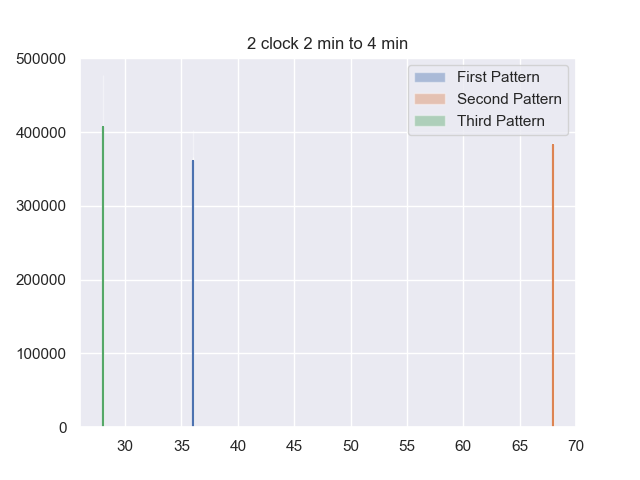 2 clock 2 min to 4 min
500000
400000
300000
200000
100000
0
First Pattern
Second Pattern
Third Pattern
30 35 40 45 50 55 60 65 70